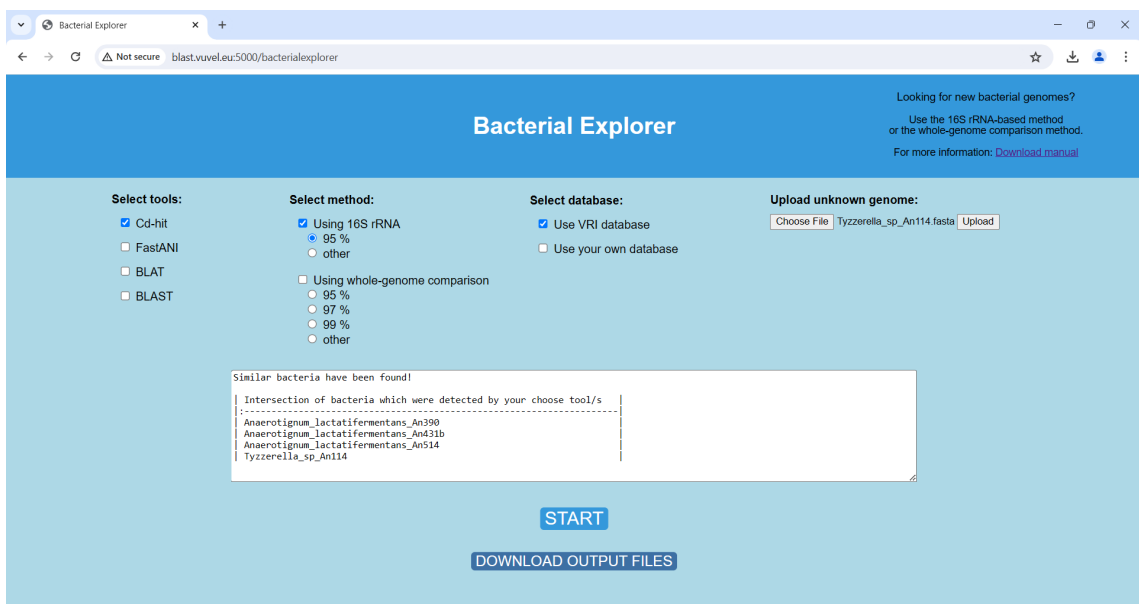 Bacterial Explorer
Not secure blast.vuvel.eu:5000/bacterialexplorer
Bacterial Explorer
Looking for new bacterial genomes?
Use the 16S rRNA-based method
or the whole-genome comparison method.
For more information: Download manual
Select tools:
Cd-hit
FastANI
BLAT
BLAST
Select method:
Using 16S rRNA
95 %
other
Using whole-genome comparison
95 %
97 %
99 %
other
Select database:
Use VRI database
Use your own database
Upload unknown genome:
Choose File Tyzzerella_sp_An114.fasta Upload
Similar bacteria have been found!
| Intersection of bacteria which were detected by your choose tool/s |
|:------------------------------------------------------------------|
| Anaerotignum_lactatifermentans_An390 |
| Anaerotignum_lactatifermentans_An431b |
| Anaerotignum_lactatifermentans_An514 |
| Tyzzerella_sp_An114 |
START
DOWNLOAD OUTPUT FILES